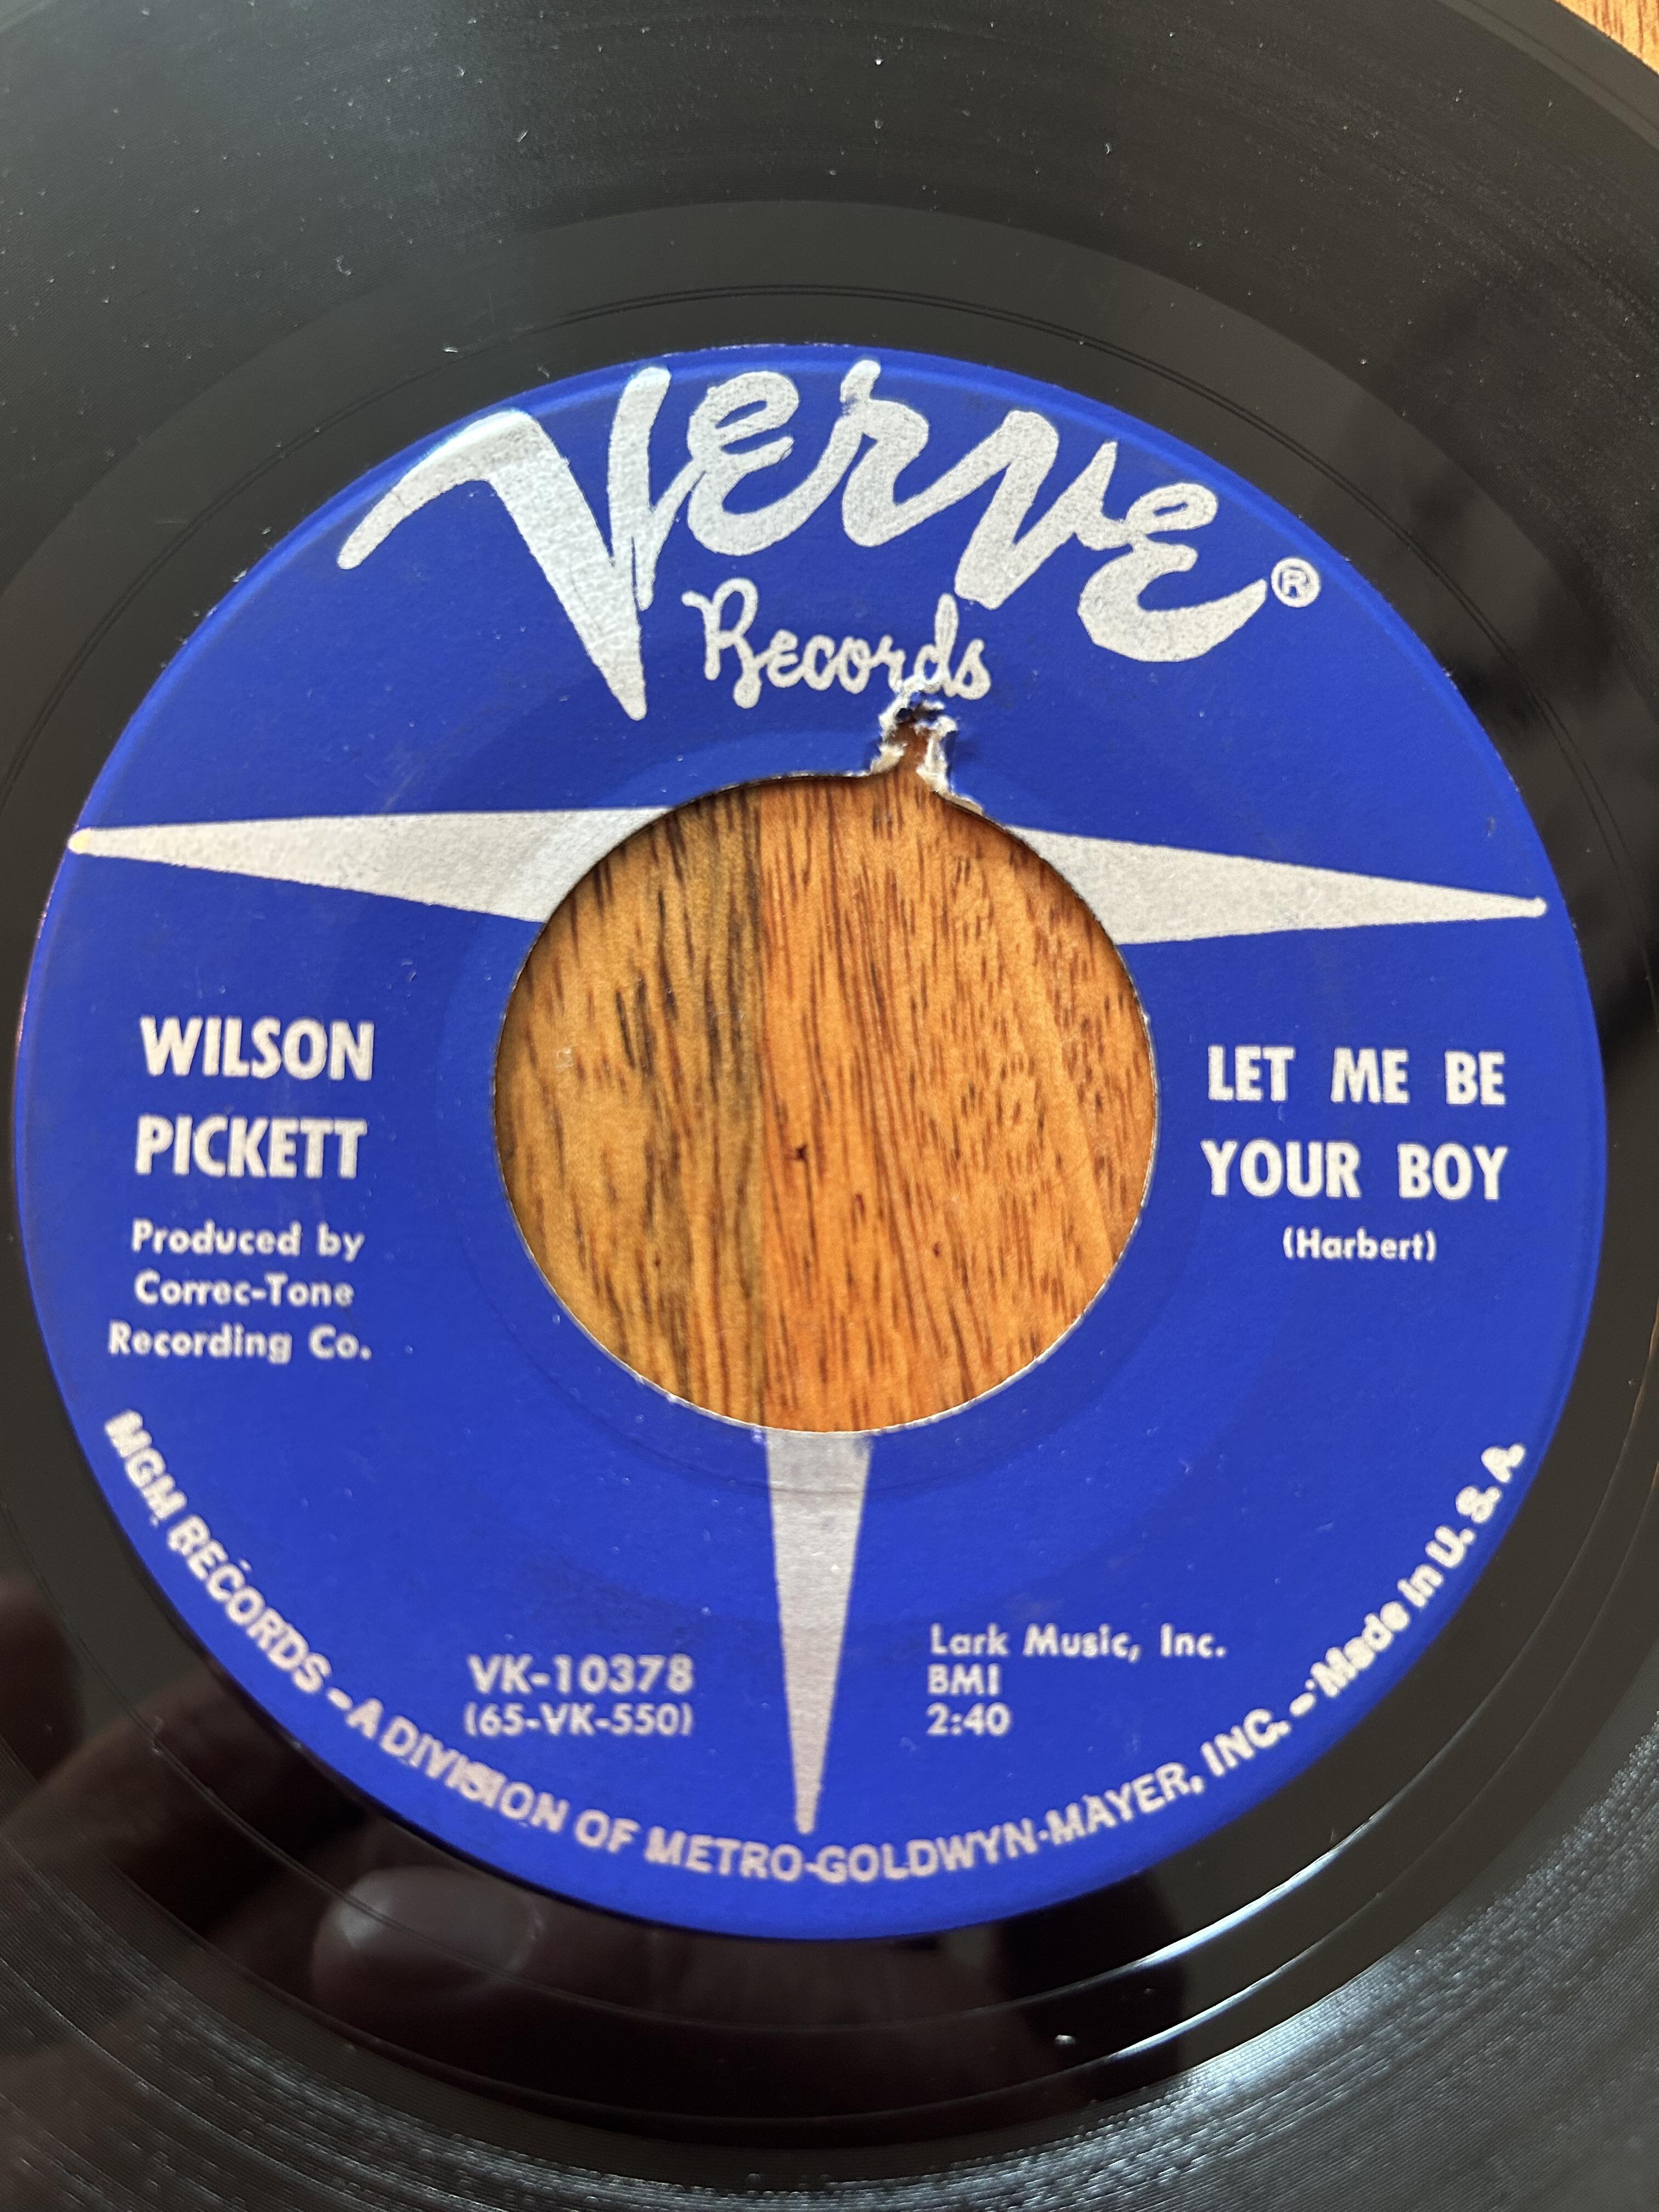 Verve®
Records
WILSON
PICKETT
Produced by
Correc-Tone
Recording Co.
LET ME BE
YOUR BOY
(Harbert)
VK-10378
(65-VK-550)
Lark Music, Inc.
BMI
2:40
MGM RECORDS - A DIVISION OF METRO-GOLDWYN-MAYER, INC. - Made in U. S. A.